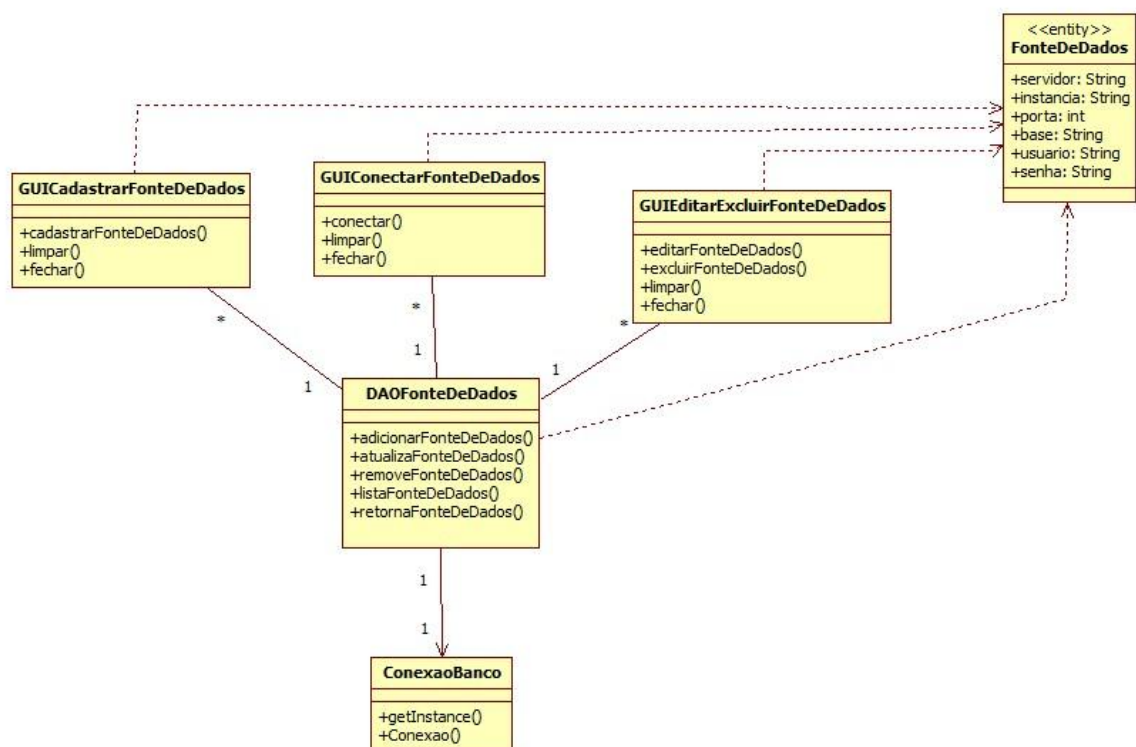 <<entity>>
FonteDeDados
+servidor: String
+instancia: String
+porta: int
+base: String
+usuario: String
+senha: String
GUICadastrarFonteDeDados
+cadastrarFonteDeDados()
+limpar()
+fechar()
GUIConectarFonteDeDados
+conectar()
+limpar()
+fechar()
GUIEditarExcluirFonteDeDados
+editarFonteDeDados()
+excluirFonteDeDados()
+limpar()
+fechar()
*
*
*
1
1
1
DAOFonteDeDados
+adicionarFonteDeDados()
+atualizaFonteDeDados()
+removeFonteDeDados()
+listaFonteDeDados()
+retornaFonteDeDados()
1
1
ConexaoBanco
+getInstance()
+Conexao()